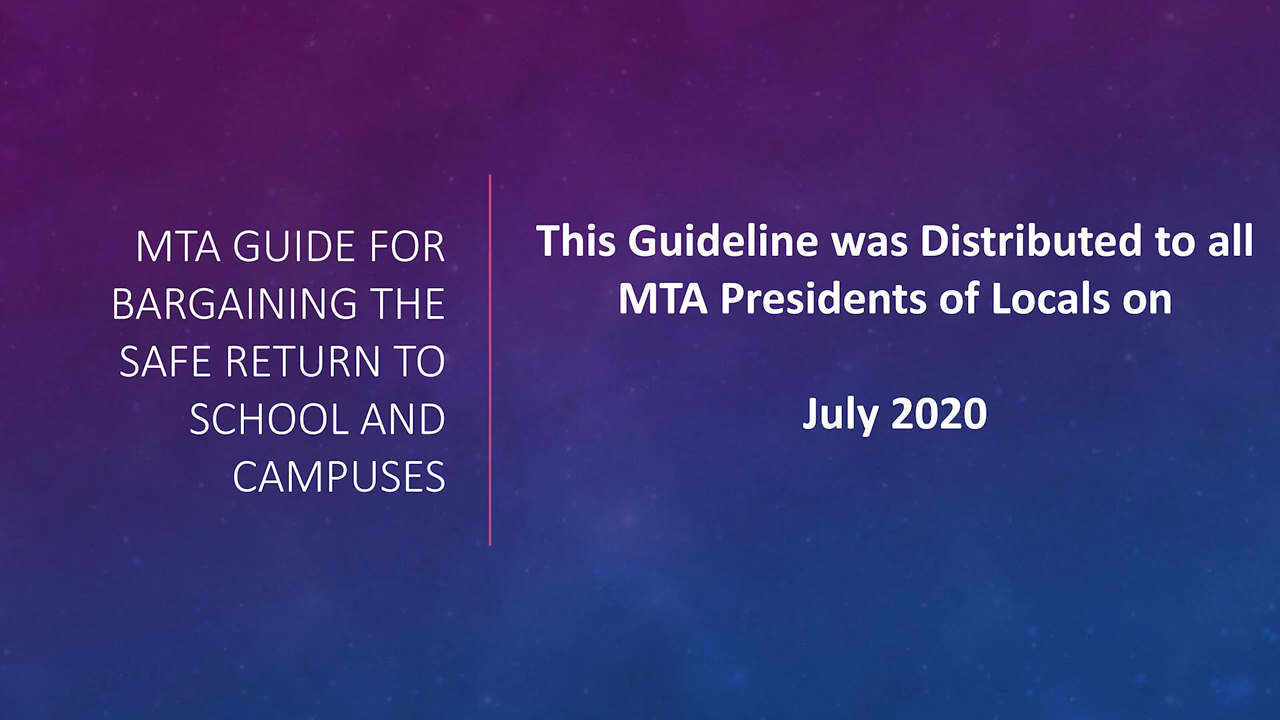 MTA GUIDE FOR
BARGAINING THE
SAFE RETURN TO
SCHOOL AND
CAMPUSES
This Guideline was Distributed to all
MTA Presidents of Locals on
July 2020